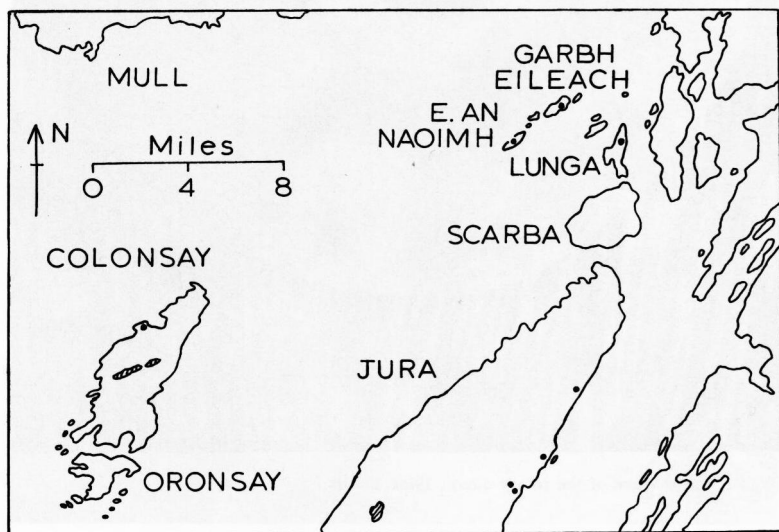 MULL
GARBH
EILEACH
E. AN
NAOIMH
N
Miles
0 4 8
LUNGA
SCARBA
COLONSAY
JURA
ORONSAY